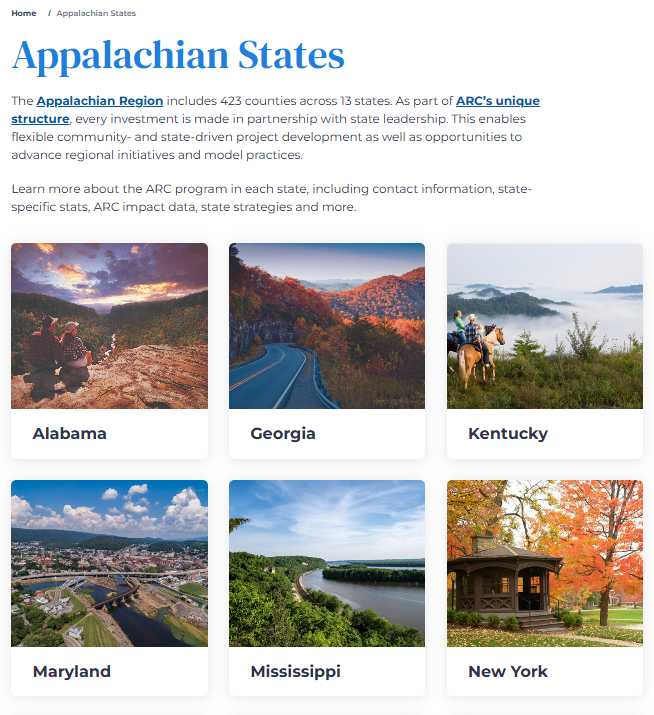 Home / Appalachian States
Appalachian States
The Appalachian Region includes 423 counties across 13 states. As part of ARC’s unique
structure, every investment is made in partnership with state leadership. This enables
flexible community- and state-driven project development as well as opportunities to
advance regional initiatives and model practices.
Learn more about the ARC program in each state, including contact information, state-
specific stats, ARC impact data, state strategies and more.
Alabama
Georgia
Kentucky
Maryland
Mississippi
New York